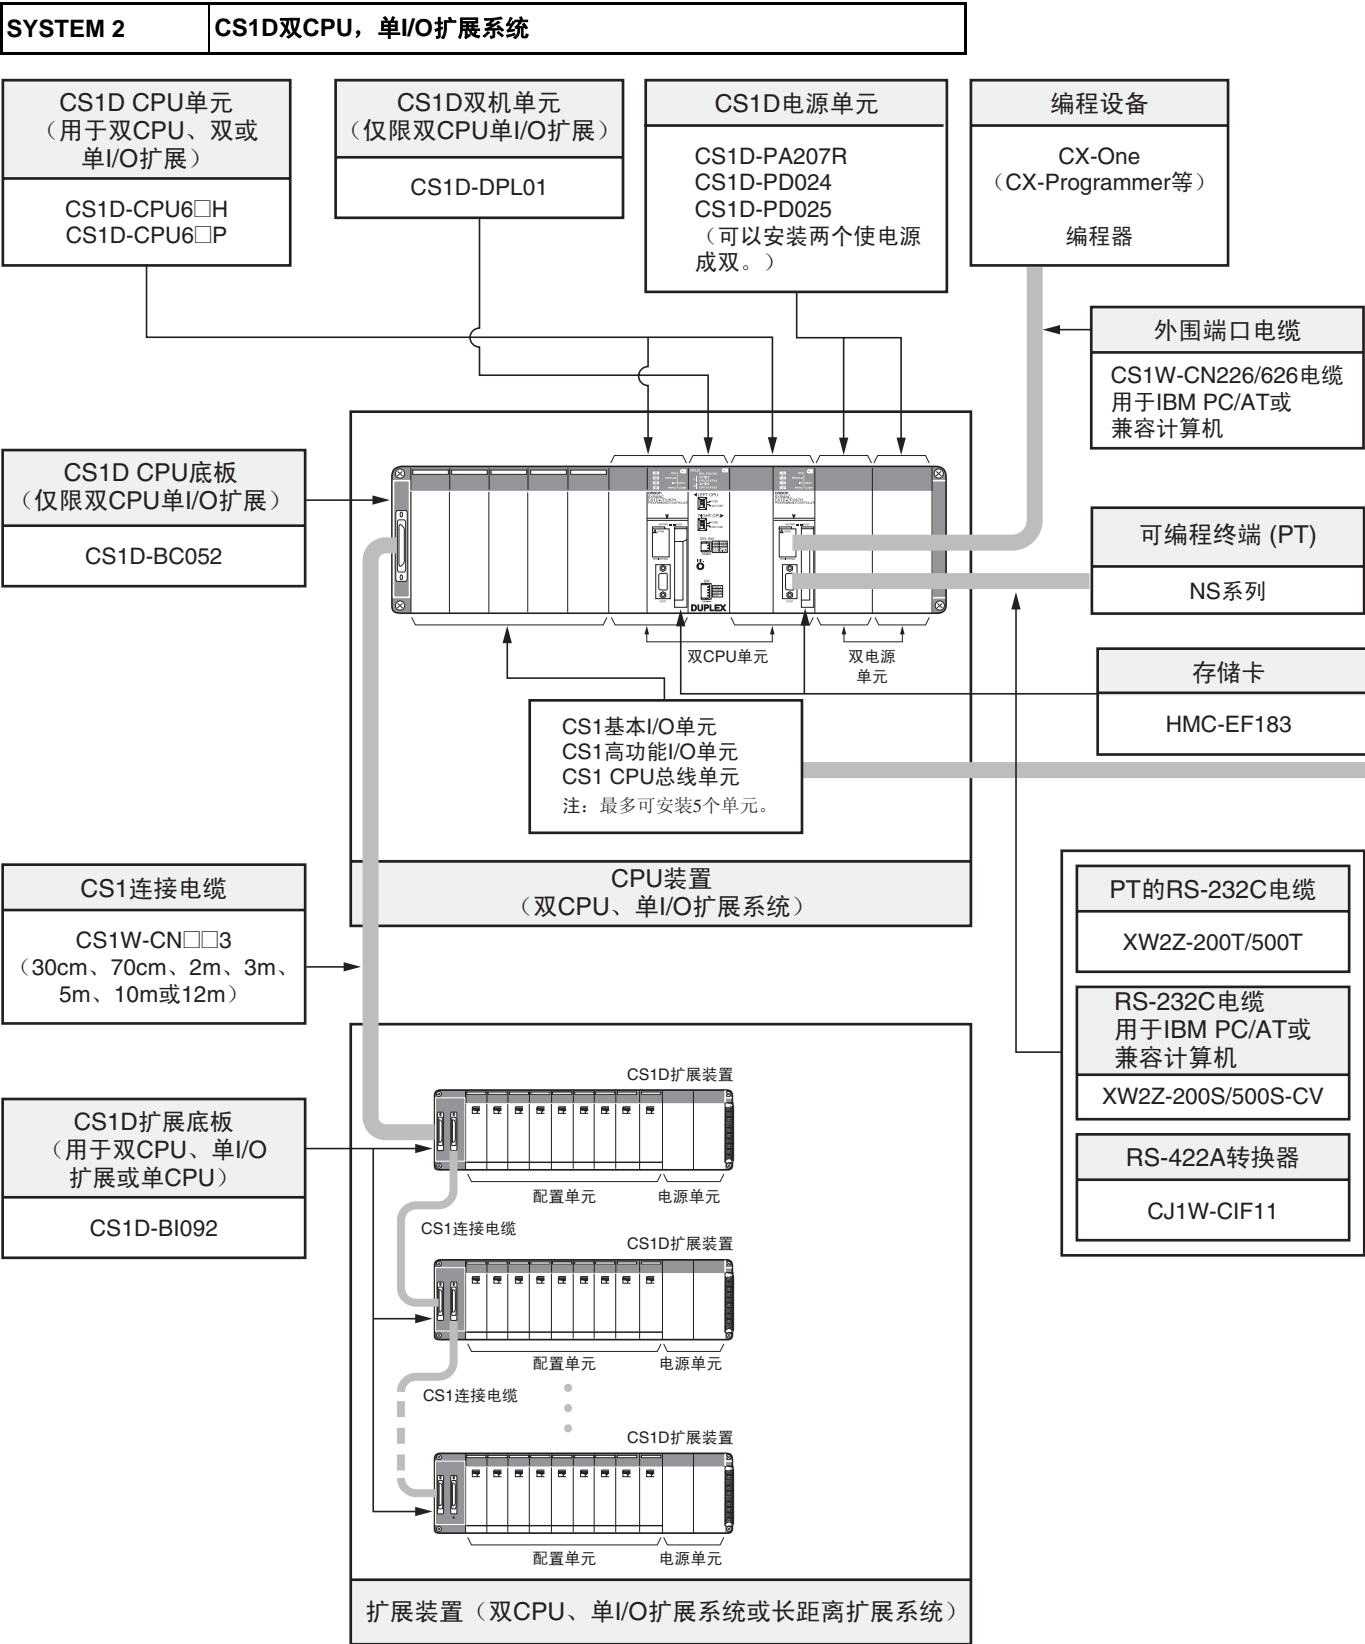 SYSTEM 2
CS1D双CPU，单I/O扩展系统
CS1D CPU单元
（用于双CPU、双或
单I/O扩展）
CS1D-CPU6□H
CS1D-CPU6□P
CS1D双机单元
（仅限双CPU单I/O扩展）
CS1D-DPL01
CS1D电源单元
CS1D-PA207R
CS1D-PD024
CS1D-PD025
（可以安装两个使电源
成双。）
编程设备
CX-One
（CX-Programmer等）
编程器
外围端口电缆
CS1W-CN226/626电缆
用于IBM PC/AT或
兼容计算机
CS1D CPU底板
（仅限双CPU单I/O扩展）
CS1D-BC052
LEFT CPU
RIGHT CPU
DUPLEX
可编程终端 (PT)
NS系列
双CPU单元
双电源
单元
存储卡
HMC-EF183
CS1基本I/O单元
CS1高功能I/O单元
CS1 CPU总线单元
注：最多可安装5个单元。
CPU装置
（双CPU、单I/O扩展系统）
CS1连接电缆
CS1W-CN□□3
（30cm、70cm、2m、3m、
5m、10m或12m）
PT的RS-232C电缆
XW2Z-200T/500T
RS-232C电缆
用于IBM PC/AT或
兼容计算机
XW2Z-200S/500S-CV
RS-422A转换器
CJ1W-CIF11
CS1D扩展底板
（用于双CPU、单I/O
扩展或单CPU）
CS1D-BI092
CS1D扩展装置
配置单元
电源单元
CS1连接电缆
CS1D扩展装置
配置单元
电源单元
CS1连接电缆
CS1D扩展装置
配置单元
电源单元
扩展装置（双CPU、单I/O扩展系统或长距离扩展系统）